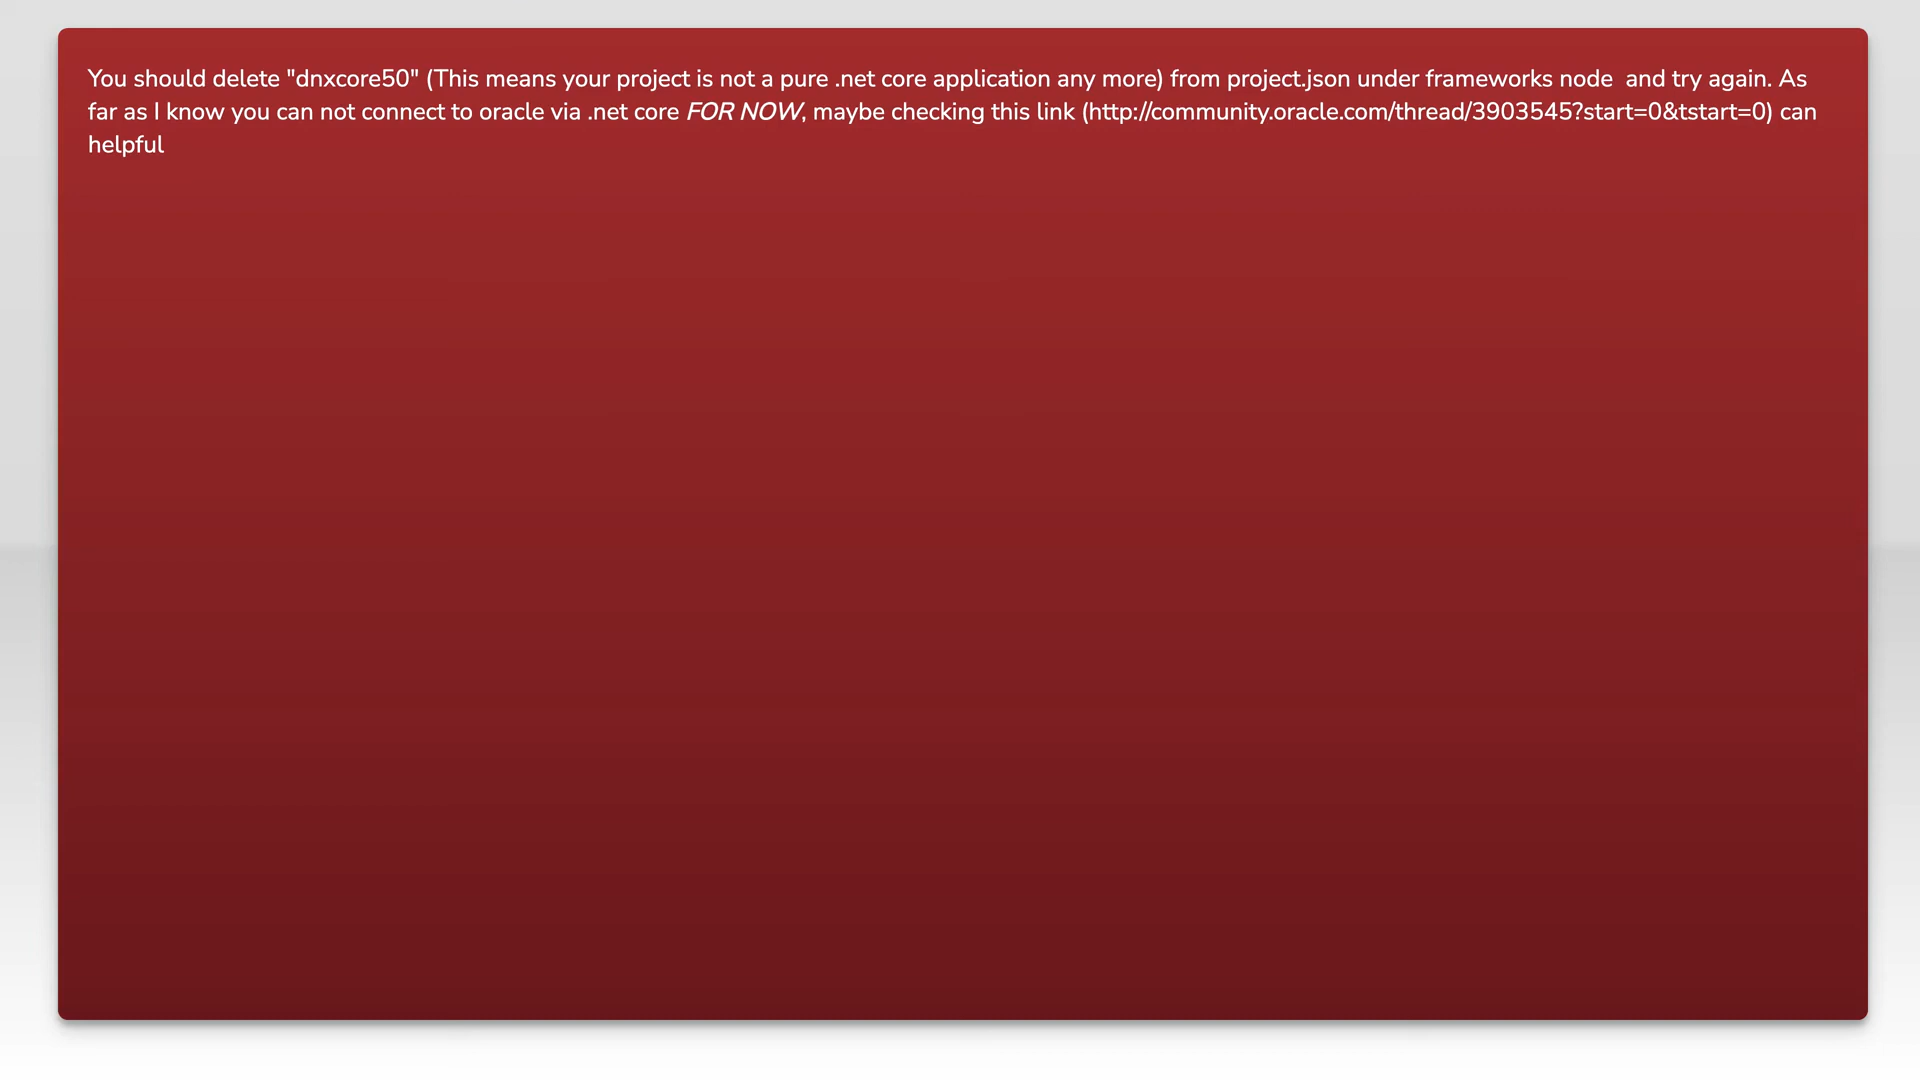 You should delete "dnxcore50" (This means your project is not a pure .net core application any more) from project.json under frameworks node  and try again. As
far as I know you can not connect to oracle via .net core FOR NOW, maybe checking this link (http://community.oracle.com/thread/3903545?start=0&tstart=0) can
helpful